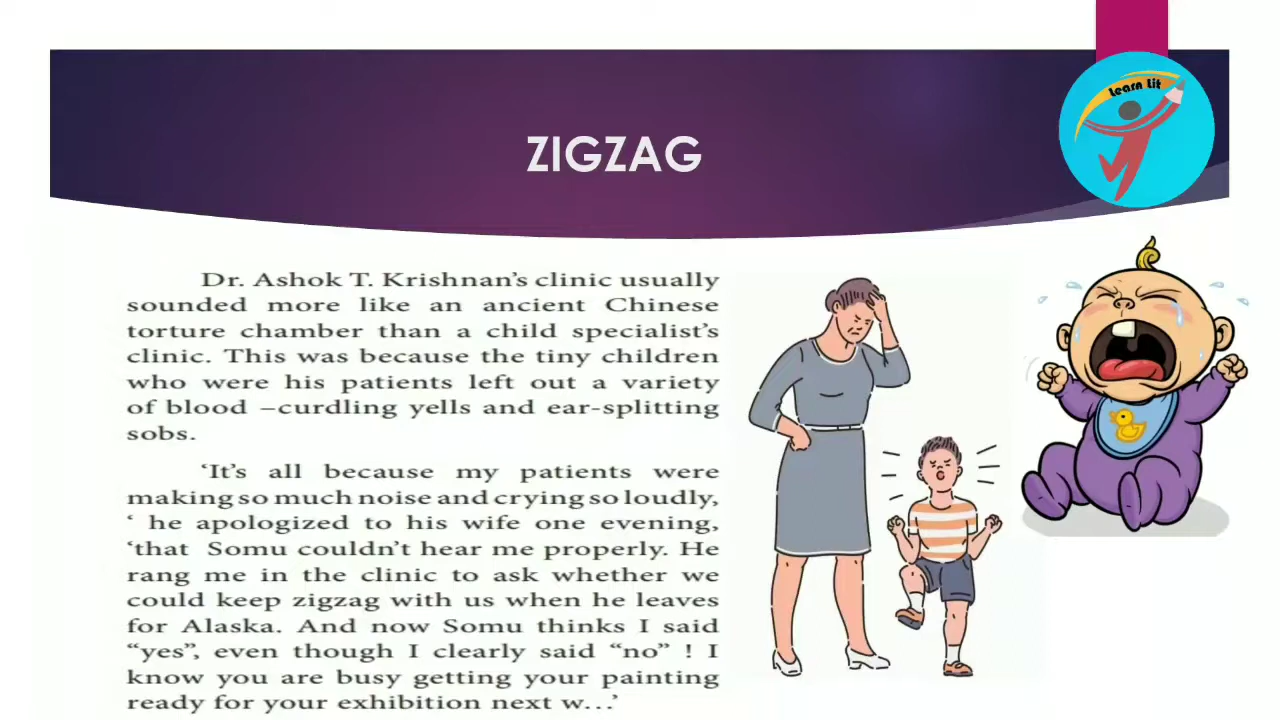 Learn Lit
ZIGZAG
Dr. Ashok T. Krishnan's clinic usually
sounded more like an ancient Chinese
torture chamber than a child specialist's
clinic. This was because the tiny children
who were his patients left out a variety
of blood –curdling yells and ear-splitting
sobs.
‘It's all because my patients were
making so much noise and crying so loudly,
‘ he apologized to his wife one evening,
‘that Somu couldn't hear me properly. He
rang me in the clinic to ask whether we
could keep zigzag with us when he leaves
for Alaska. And now Somu thinks I said
“yes”, even though I clearly said “no” ! I
know you are busy getting your painting
ready for your exhibition next w...’